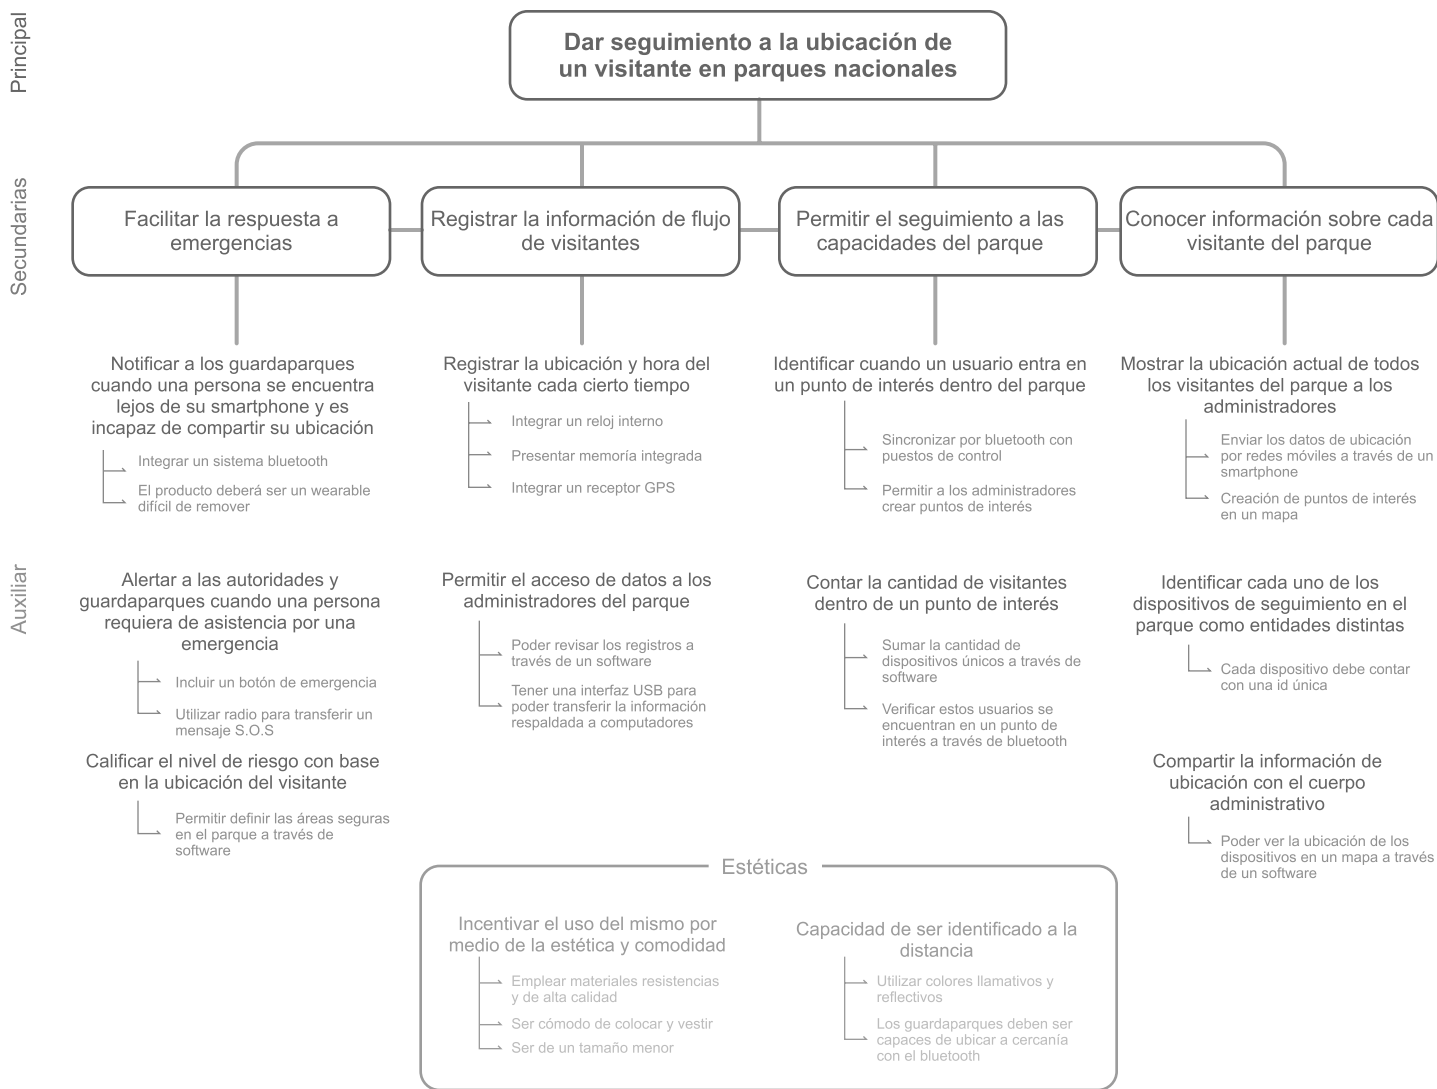 Principal
Dar seguimiento a la ubicación de
un visitante en parques nacionales
Secundarias
Facilitar la respuesta a
emergencias
Registrar la información de flujo
de visitantes
Permitir el seguimiento a las
capacidades del parque
Conocer información sobre cada
visitante del parque
Notificar a los guardaparques
cuando una persona se encuentra
lejos de su smartphone y es
incapaz de compartir su ubicación
Integrar un sistema bluetooth
El producto deberá ser un wearable
difícil de remover
Registrar la ubicación y hora del
visitante cada cierto tiempo
Integrar un reloj interno
Presentar memoría integrada
Integrar un receptor GPS
Identificar cuando un usuario entra en
un punto de interés dentro del parque
Sincronizar por bluetooth con
puestos de control
Permitir a los administradores
crear puntos de interés
Mostrar la ubicación actual de todos
los visitantes del parque a los
administradores
Enviar los datos de ubicación
por redes móviles a través de un
smartphone
Creación de puntos de interés
en un mapa
Auxiliar
Alertar a las autoridades y
guardaparques cuando una persona
requiera de asistencia por una
emergencia
Incluir un botón de emergencia
Utilizar radio para transferir un
mensaje S.O.S
Calificar el nivel de riesgo con base
en la ubicación del visitante
Permitir definir las áreas seguras
en el parque a través de
software
Permitir el acceso de datos a los
administradores del parque
Poder revisar los registros a
través de un software
Tener una interfaz USB para
poder transferir la información
respaldada a computadores
Contar la cantidad de visitantes
dentro de un punto de interés
Sumar la cantidad de
dispositivos únicos a través de
software
Verificar estos usuarios se
encuentran en un punto de
interés a través de bluetooth
Identificar cada uno de los
dispositivos de seguimiento en el
parque como entidades distintas
Cada dispositivo debe contar
con una id única
Compartir la información de
ubicación con el cuerpo
administrativo
Poder ver la ubicación de los
dispositivos en un mapa a través
de un software
Estéticas
Incentivar el uso del mismo por
medio de la estética y comodidad
Emplear materiales resistencias
y de alta calidad
Ser cómodo de colocar y vestir
Ser de un tamaño menor
Capacidad de ser identificado a la
distancia
Utilizar colores llamativos y
reflectivos
Los guardaparques deben ser
capaces de ubicar a cercanía
con el bluetooth